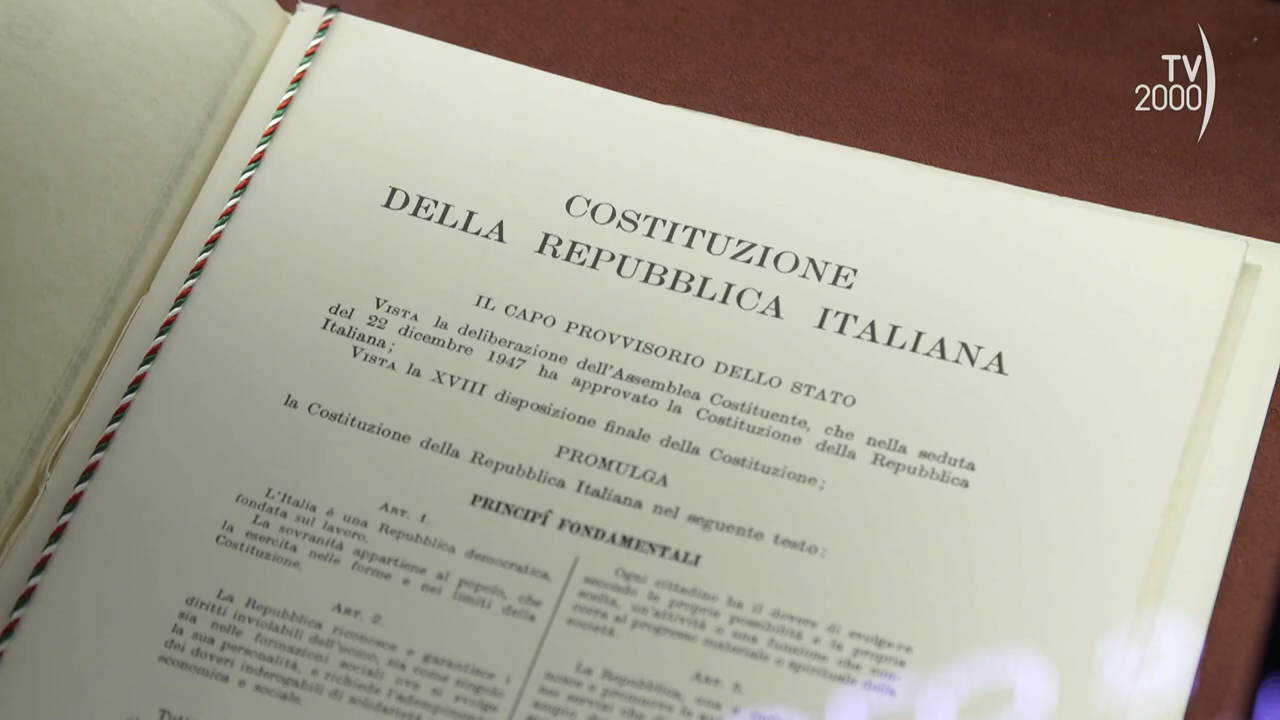 TV
2000
COSTITUZIONE
DELLA REPUBBLICA ITALIANA
IL CAPO PROVVISORIO DELLO STATO
VISTA la deliberazione dell'Assemblea Costituente, che nella seduta
del 22 dicembre 1947 ha approvato la Costituzione della Repubblica
Italiana;
VISTA la XVIII disposizione finale della Costituzione;
PROMULGA
la Costituzione della Repubblica Italiana nel seguente testo:
PRINCIPÎ FONDAMENTALI
ART. 1.
L'Italia è una Repubblica democratica,
fondata sul lavoro.
La sovranità appartiene al popolo, che
la esercita nelle forme e nei limiti della
Costituzione.
ART. 2.
La Repubblica riconosce e garantisce i
diritti inviolabili dell'uomo, sia come singolo
sia nelle formazioni sociali ove si svolge
la sua personalità, e richiede l'adempimento
dei doveri inderogabili di solidarietà
economica e sociale.
Ogni cittadino ha il dovere di svolgere
secondo le proprie possibilità e la propria
scelta, un'attività o una funzione che con-
corra al progresso materiale o spirituale della
società.
ART.
La Repubblica, una e